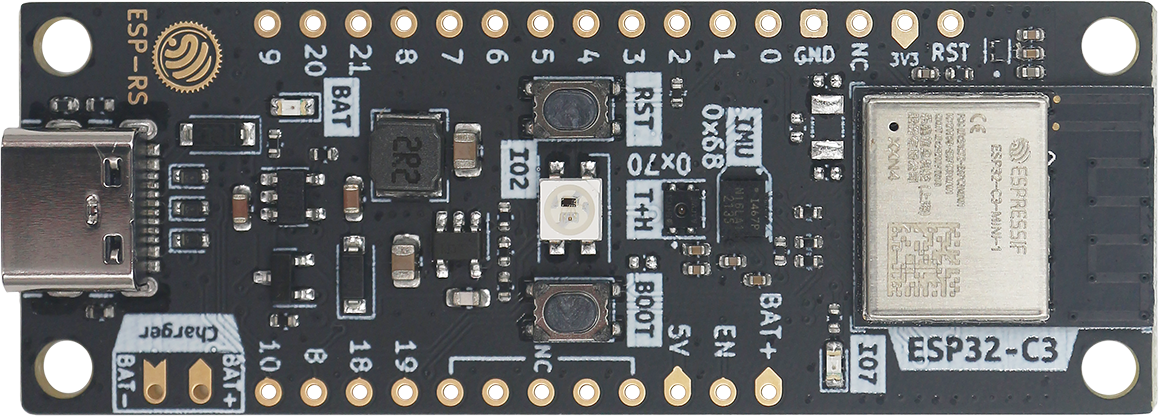 ESP-RS
9
20
21
8
7
6
5
4
3
2
1
0
GND
NC
3V3
RST
BAT
2R2
RST
IO2
0x70
T+H
IMU
0x68
ESPRESSIF
ESP32-C3-MINI-1
CE
BOOT
Charger
BAT-
BAT+
10
8
18
19
NC
5V
EN
BAT+
IO7
ESP32-C3